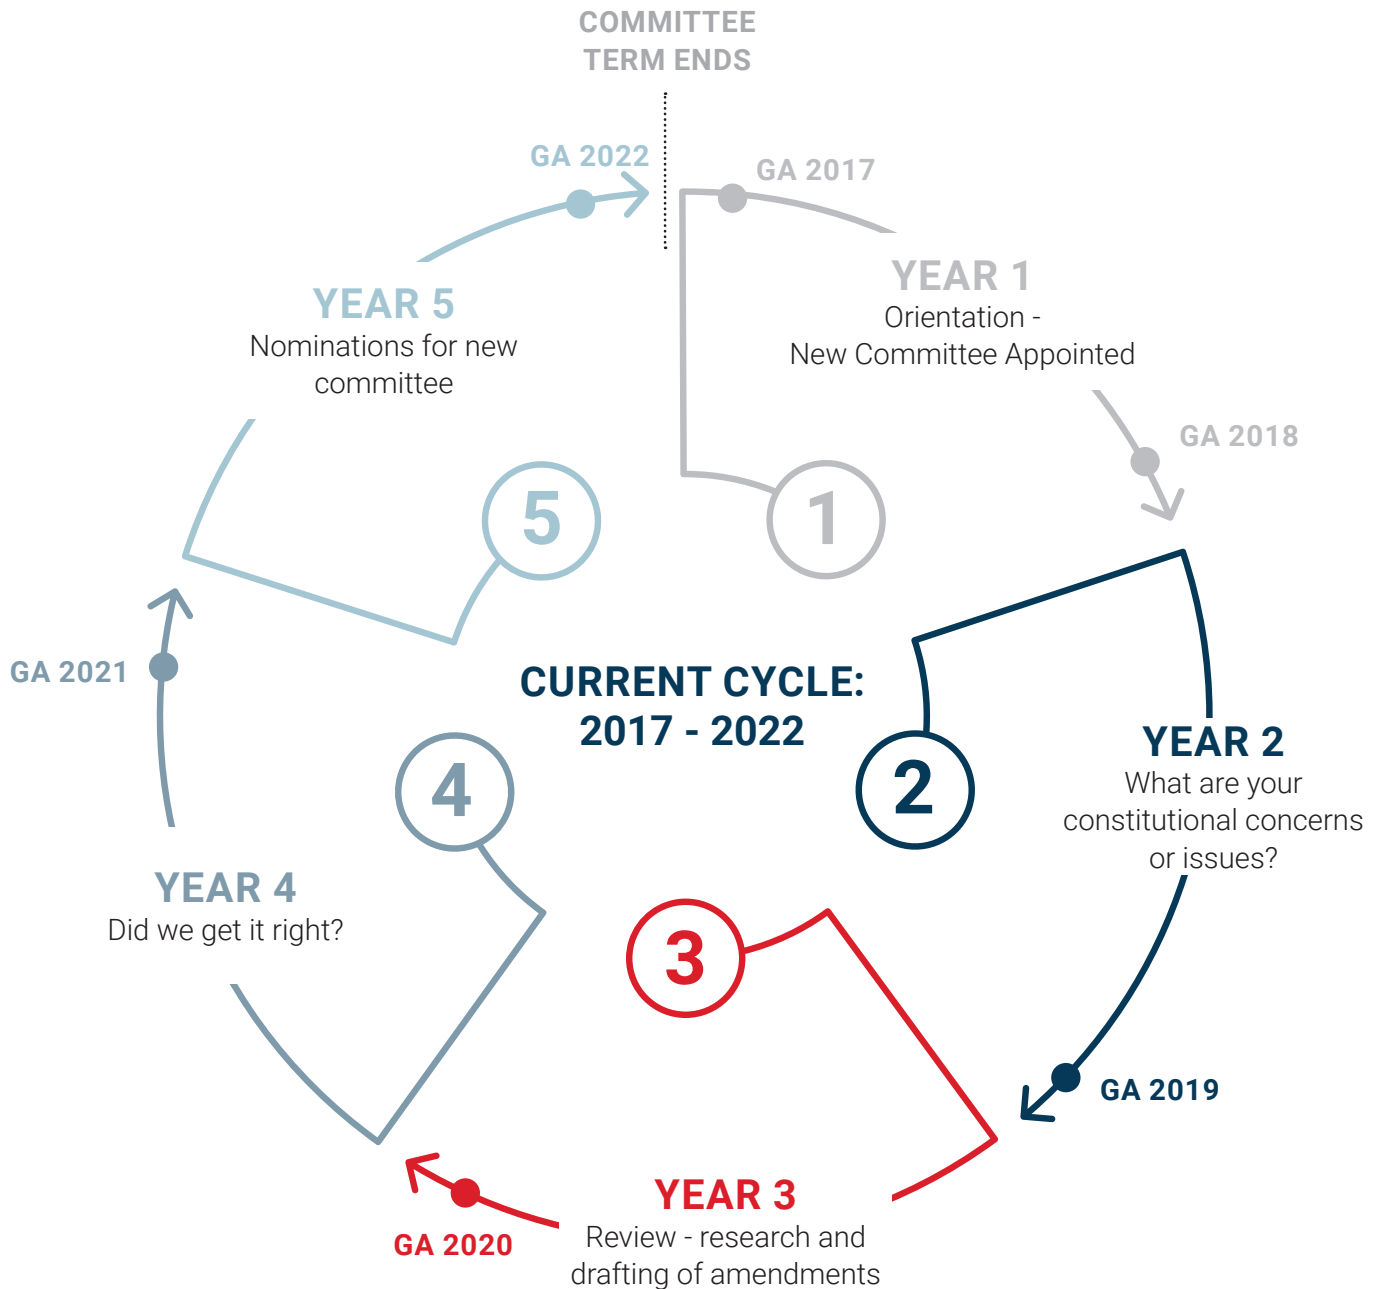 COMMITTEE
TERM ENDS
GA 2022
GA 2017
YEAR 1
Orientation -
New Committee Appointed
YEAR 5
Nominations for new
committee
GA 2018
5
1
GA 2021
CURRENT CYCLE:
2017 - 2022
4
2
YEAR 2
What are your
constitutional concerns
or issues?
YEAR 4
Did we get it right?
3
GA 2019
YEAR 3
Review - research and
drafting of amendments
GA 2020